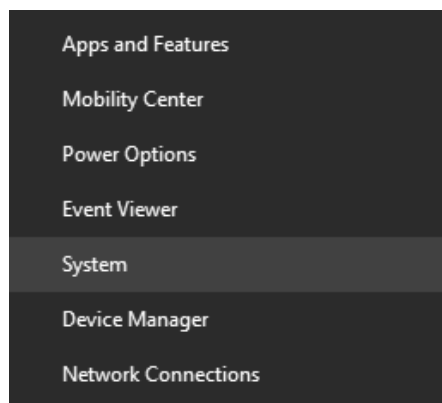 Apps and Features
Mobility Center
Power Options
Event Viewer
System
Device Manager
Network Connections